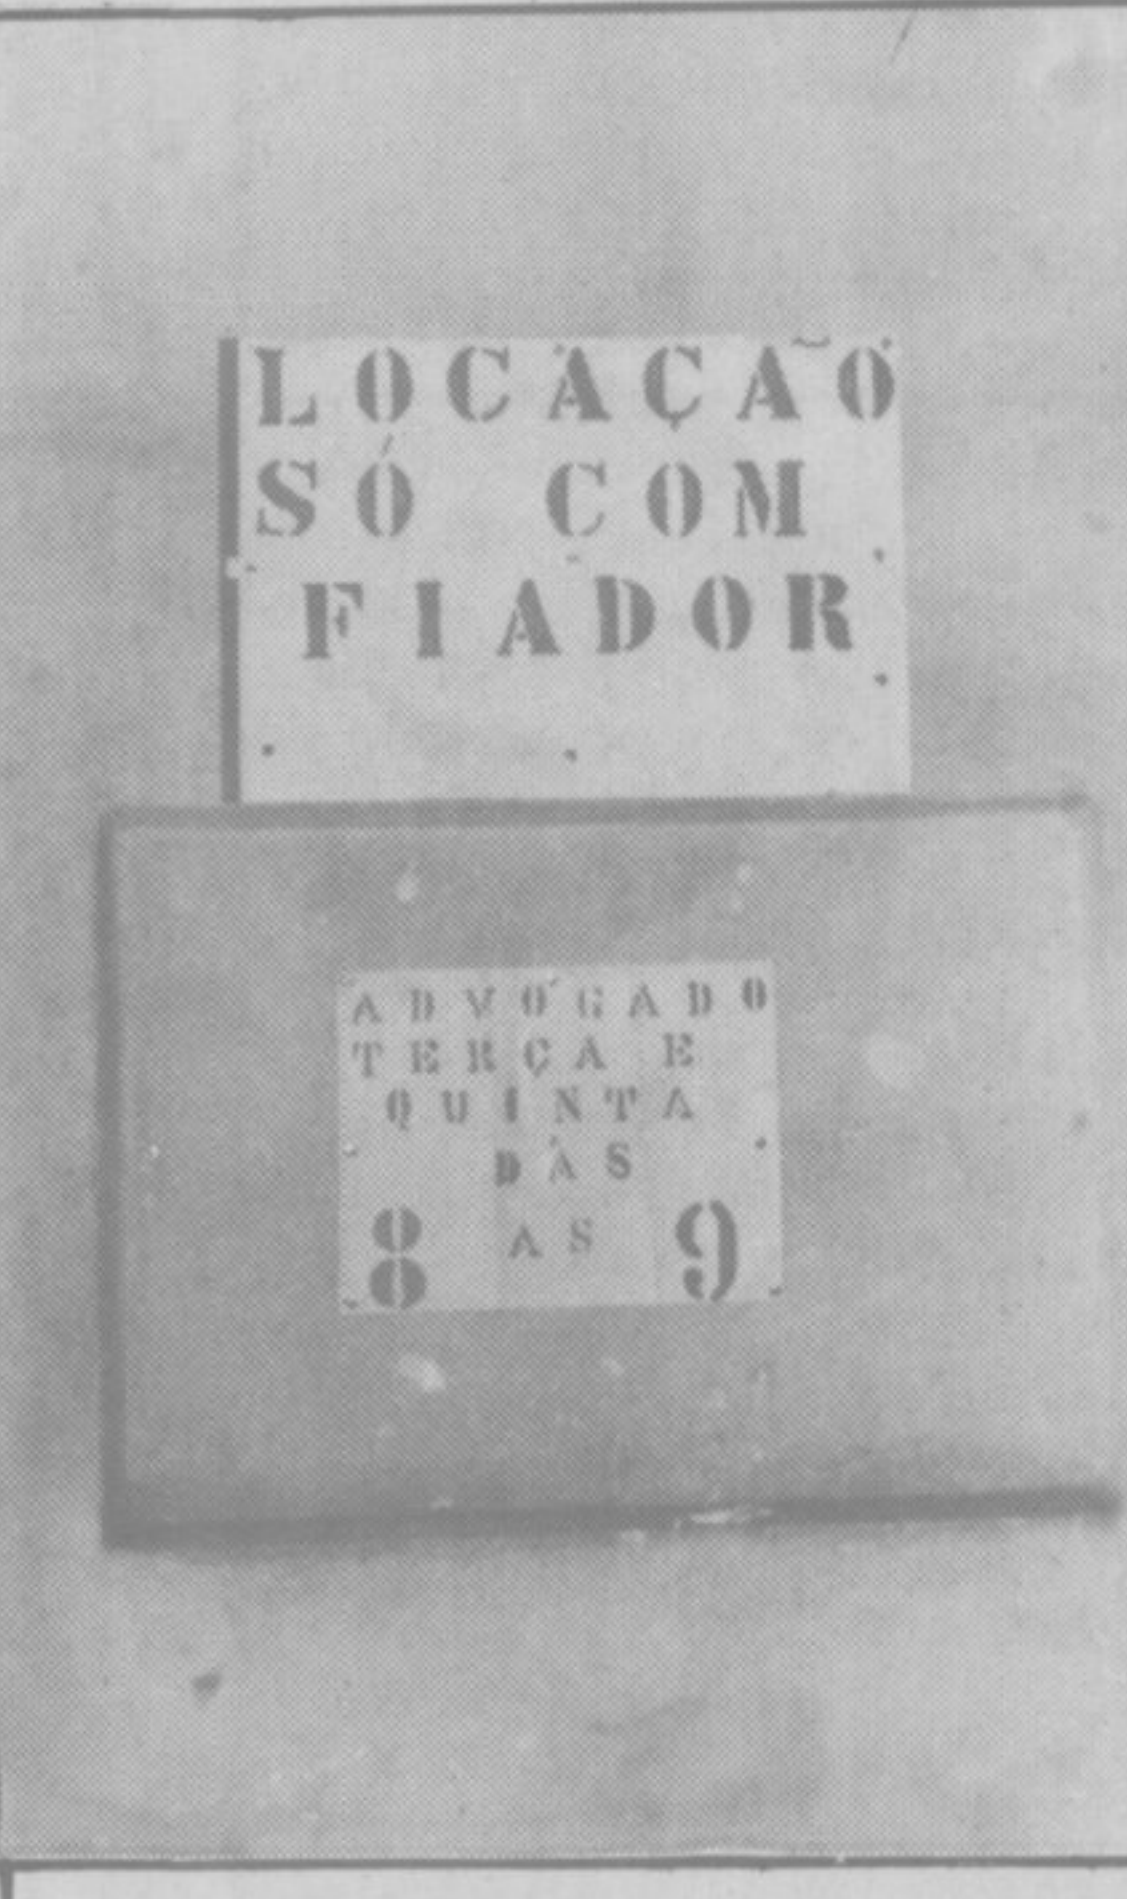 LOCAÇÃO
SÓ COM
FIADOR
ADVOGADO
TERÇA E
QUINTA
DAS
8 AS 9